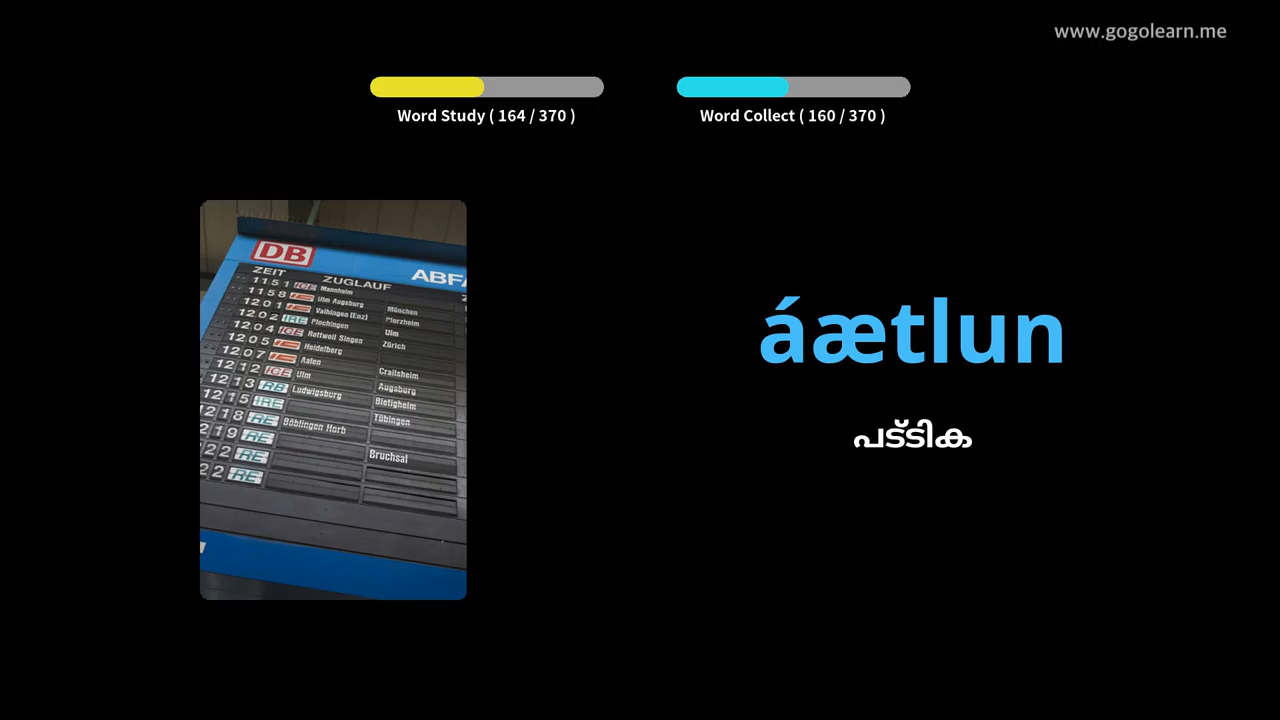 www.gogolearn.me
Word Study ( 164 / 370 )
Word Collect ( 160 / 370 )
DB
ZEIT ZUGLAUF ABFA
1151 ICE Mannheim
1158 Ulm Augsburg München
1201 Vaihingen (Enz) Pforzheim
1202 IRE Plochingen Ulm
1204 ICE Rottweil Singen Zürich
1205 Heidelberg
1207 Aalen Crailsheim
1212 ICE Ulm Augsburg
1213 RB Ludwigsburg Bietigheim
1215 IRE Tübingen
1218 RE Böblingen Horb
219 RE
22 RE Bruchsal
22 RE
áætlun
പട്ടിക